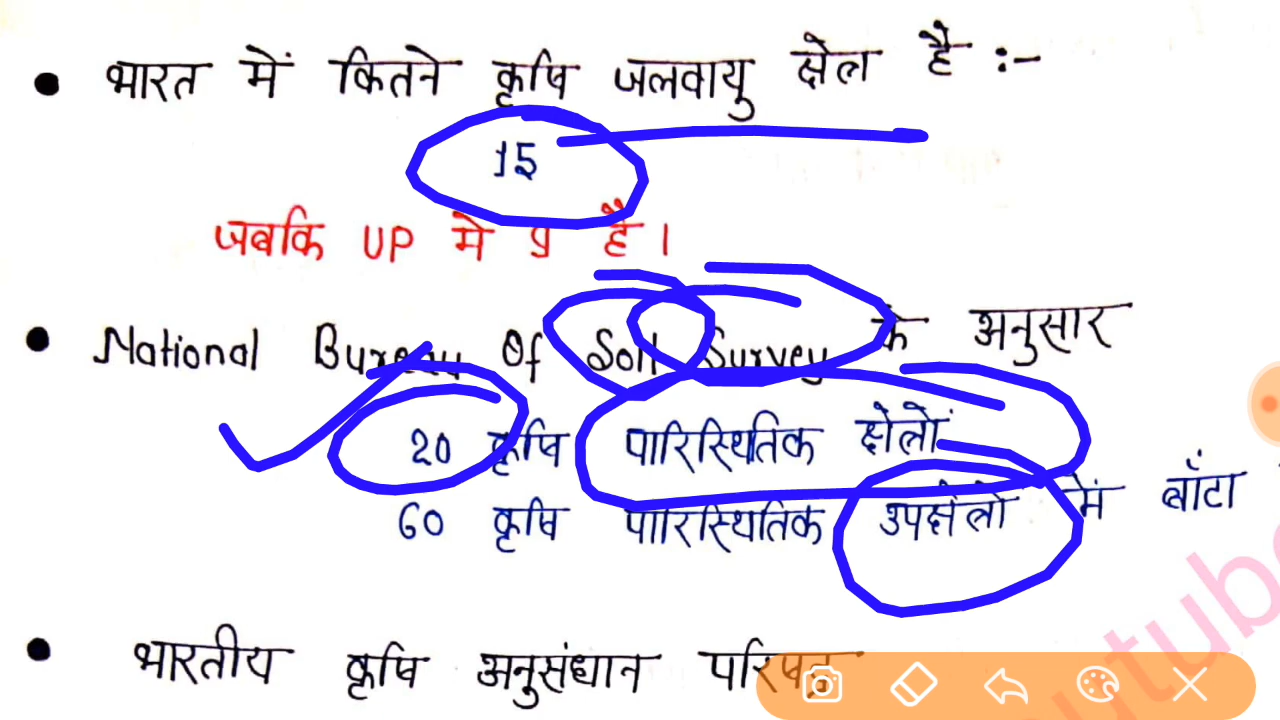 • भारत में कितने कृषि जलवायु क्षेत्र है :-
15
जबकि UP में 9 है।
• National Bureau Of Soil Survey के अनुसार
20 कृषि पारिस्थितिक क्षेत्रों
60 कृषि पारिस्थितिक उपक्षेत्रों में बाँटा
• भारतीय कृषि अनुसंधान परिषद